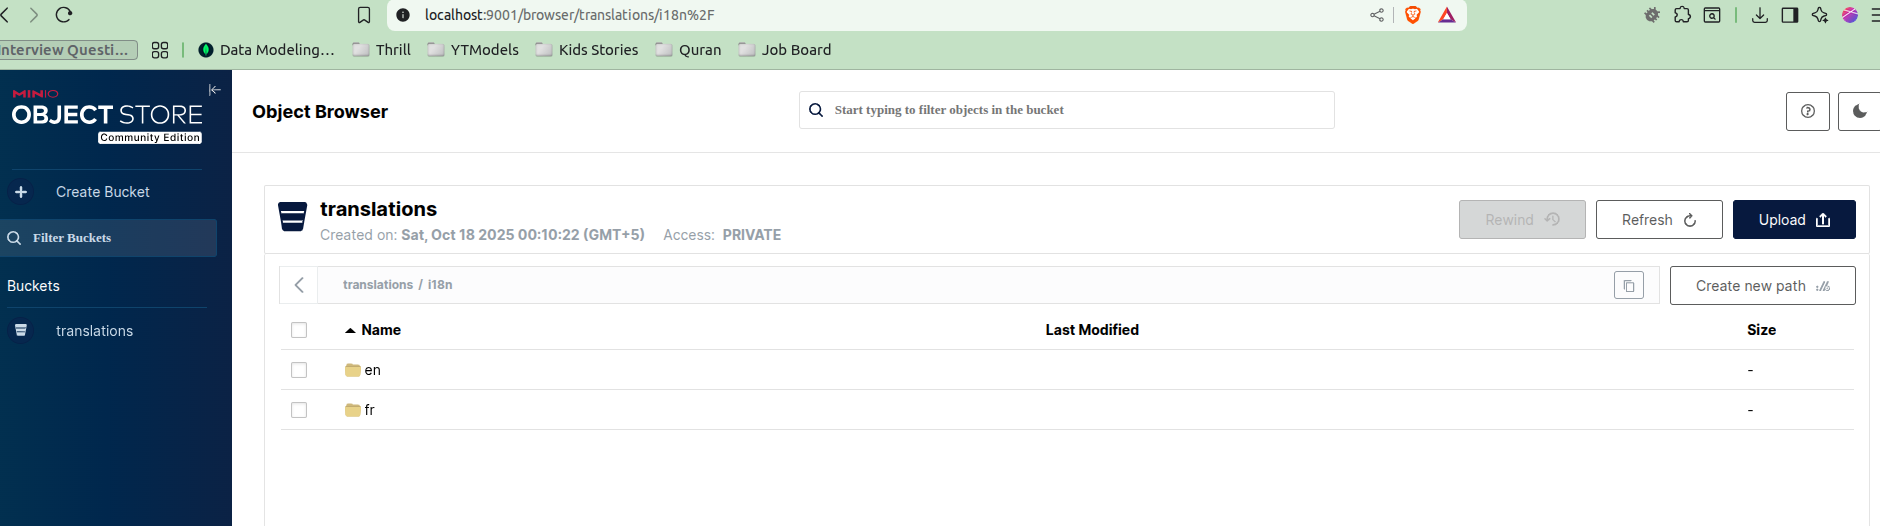 localhost:9001/browser/translations/i18n%2F
nterview Questi...
Data Modeling...
Thrill
YTModels
Kids Stories
Quran
Job Board
MINIO
OBJECT STORE
Community Edition
Create Bucket
Filter Buckets
Buckets
translations
Object Browser
Start typing to filter objects in the bucket
translations
Created on: Sat, Oct 18 2025 00:10:22 (GMT+5) Access: PRIVATE
Rewind
Refresh
Upload
translations / i18n
Create new path
Name Last Modified Size
en -
fr -